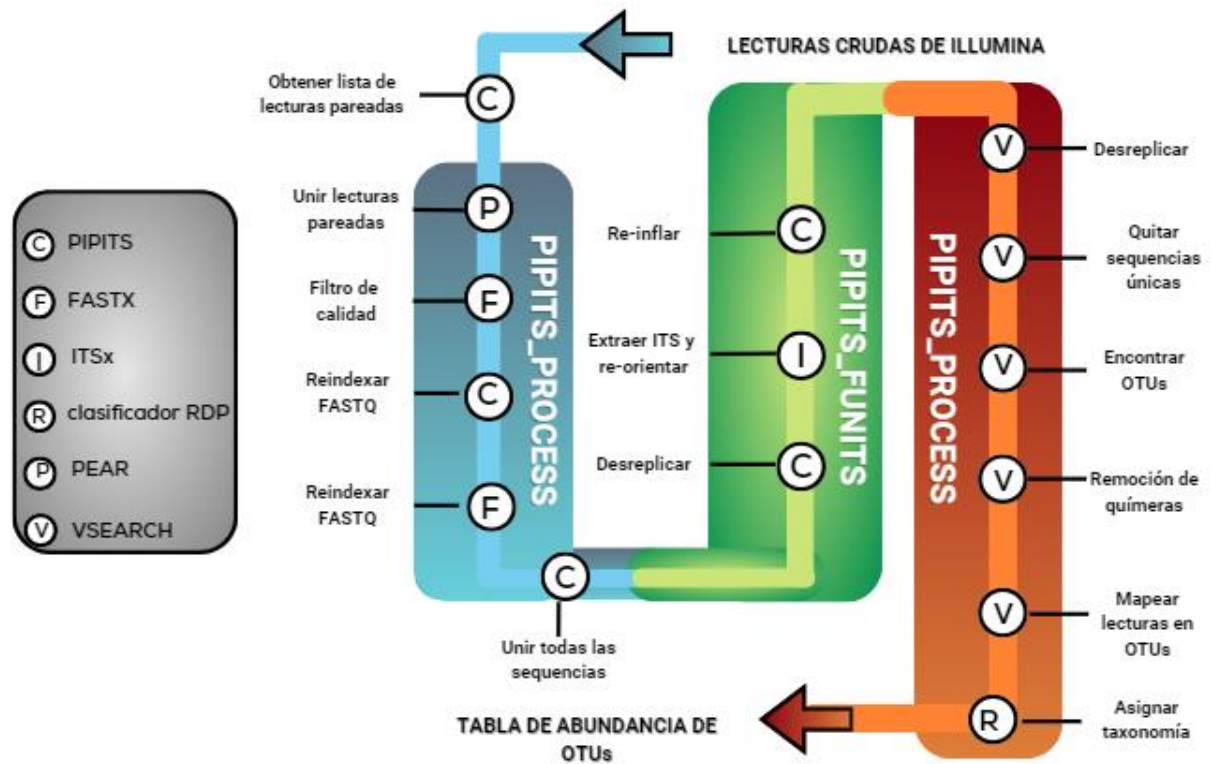 LECTURAS CRUDAS DE ILLUMINA
Obtener lista de
lecturas pareadas
C
C PIPITS
F FASTX
I ITSx
R clasificador RDP
P PEAR
V VSEARCH
PIPITS_PROCESS
Unir lecturas
pareadas
P
Filtro de
calidad
F
Reindexar
FASTQ
C
Reindexar
FASTQ
F
C
Unir todas las
sequencias
PIPITS_FUNITS
Re-inflar
C
Extraer ITS y
re-orientar
I
Desreplicar
C
PIPITS_PROCESS
V
Desreplicar
V
Quitar
sequencias
únicas
V
Encontrar
OTUs
V
Remoción de
químeras
V
Mapear
lecturas en
OTUs
R
Asignar
taxonomía
TABLA DE ABUNDANCIA DE
OTUs